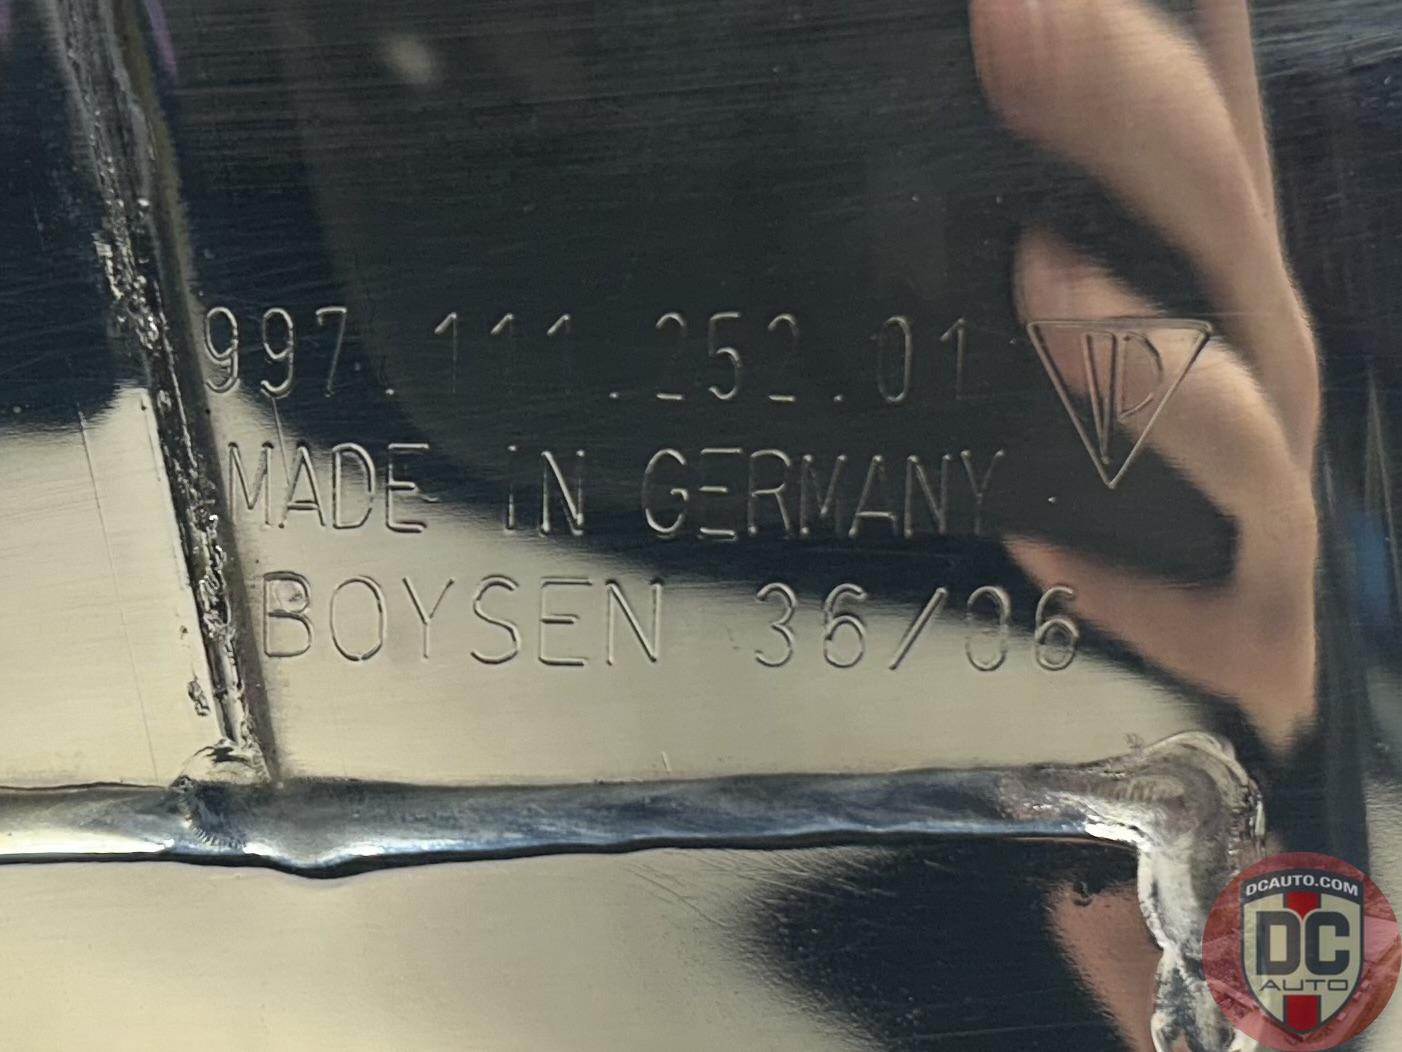 997.111.252.01
MADE IN GERMANY
BOYSEN 36/06
DCAUTO.COM
DC
AUTO